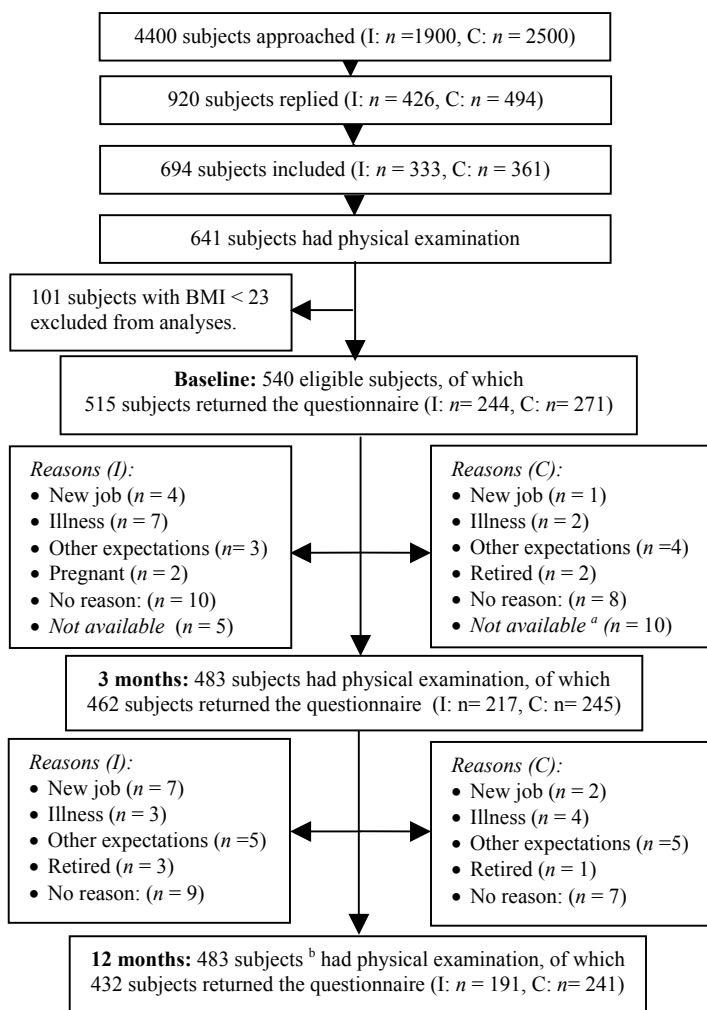 4400 subjects approached (I: n =1900, C: n = 2500)
920 subjects replied (I: n = 426, C: n = 494)
694 subjects included (I: n = 333, C: n = 361)
641 subjects had physical examination
101 subjects with BMI < 23
excluded from analyses.
Baseline: 540 eligible subjects, of which
515 subjects returned the questionnaire (I: n= 244, C: n= 271)
Reasons (I):
• New job (n = 4)
• Illness (n = 7)
• Other expectations (n= 3)
• Pregnant (n = 2)
• No reason: (n = 10)
• Not available (n = 5)
Reasons (C):
• New job (n = 1)
• Illness (n = 2)
• Other expectations (n =4)
• Retired (n = 2)
• No reason: (n = 8)
• Not available a (n = 10)
3 months: 483 subjects had physical examination, of which
462 subjects returned the questionnaire (I: n= 217, C: n= 245)
Reasons (I):
• New job (n = 7)
• Illness (n = 3)
• Other expectations (n =5)
• Retired (n = 3)
• No reason: (n = 9)
Reasons (C):
• New job (n = 2)
• Illness (n = 4)
• Other expectations (n =5)
• Retired (n = 1)
• No reason: (n = 7)
12 months: 483 subjects b had physical examination, of which
432 subjects returned the questionnaire (I: n = 191, C: n= 241)